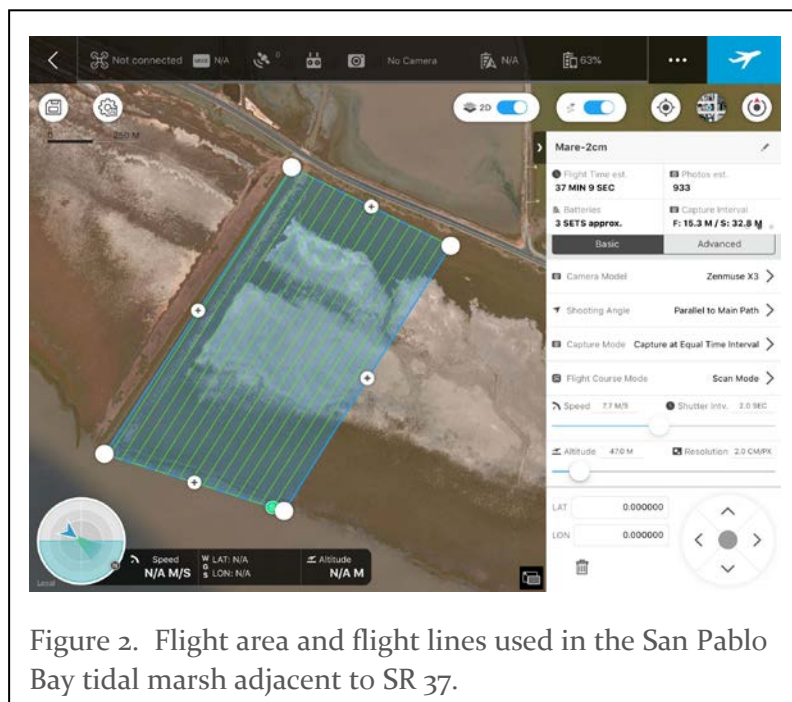 Not connected MODE N/A 0 No Camera N/A 63%
0 250 M
2D
Mare-2cm
Flight Time est. Photos est.
37 MIN 9 SEC 933
Batteries Capture Interval
3 SETS approx. F: 15.3 M / S: 32.8 M
Basic Advanced
Camera Model Zenmuse X3
Shooting Angle Parallel to Main Path
Capture Mode Capture at Equal Time Interval
Flight Course Mode Scan Mode
Speed 7.7 M/S Shutter Intv. 2.0 SEC
Altitude 47.0 M Resolution 2.0 CM/PX
LAT 0.000000
LON 0.000000
Speed WGS LAT: N/A Altitude
N/A M/S LON: N/A N/A M
Local
N
Figure 2. Flight area and flight lines used in the San Pablo
Bay tidal marsh adjacent to SR 37.